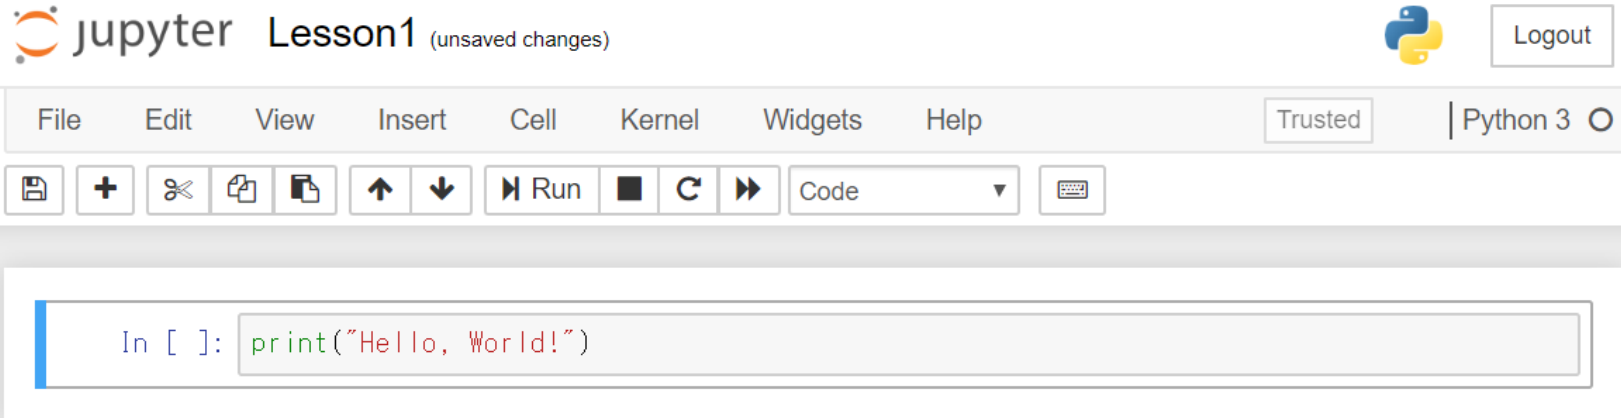 jupyter Lesson1 (unsaved changes) Logout
File Edit View Insert Cell Kernel Widgets Help Trusted Python 3
Run Code
In [ ]: print("Hello, World!")